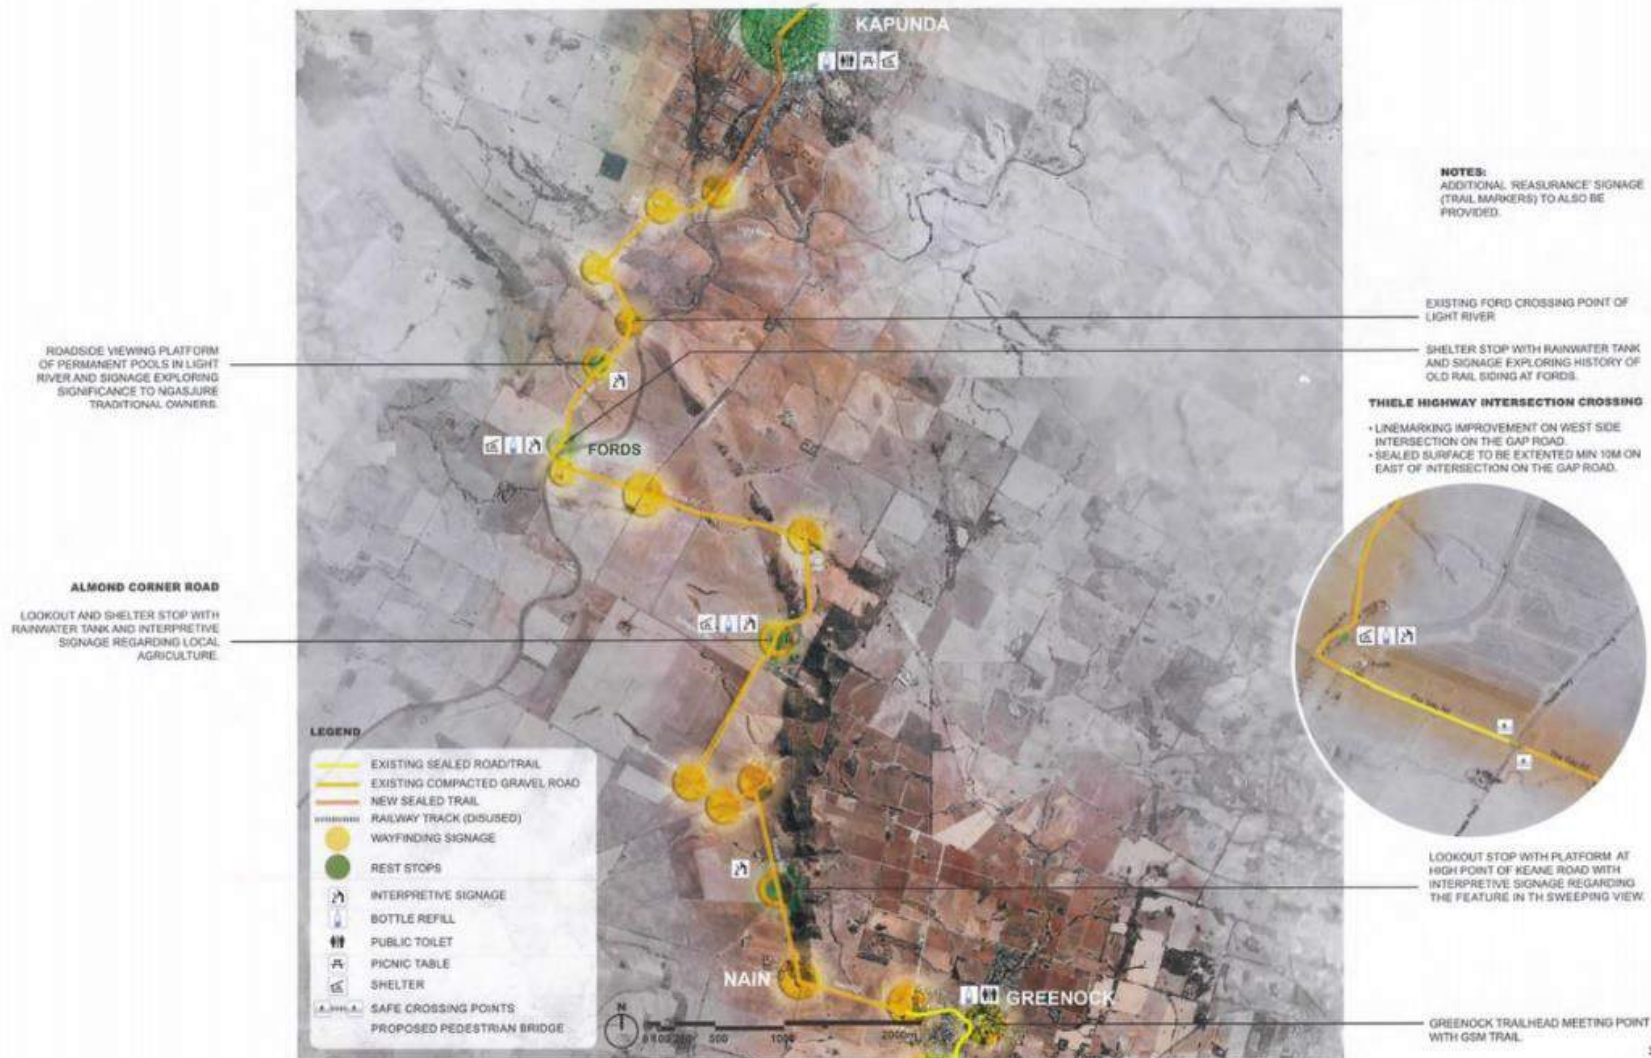 KAPUNDA
NOTES:
ADDITIONAL 'REASURANCE' SIGNAGE
(TRAIL MARKERS) TO ALSO BE
PROVIDED.
EXISTING FORD CROSSING POINT OF
LIGHT RIVER
ROADSIDE VIEWING PLATFORM
OF PERMANENT POOLS IN LIGHT
RIVER AND SIGNAGE EXPLORING
SIGNIFICANCE TO NGASJURE
TRADITIONAL OWNERS.
SHELTER STOP WITH RAINWATER TANK
AND SIGNAGE EXPLORING HISTORY OF
OLD RAIL SIDING AT FORDS.
THIELE HIGHWAY INTERSECTION CROSSING
• LINEMARKING IMPROVEMENT ON WEST SIDE
INTERSECTION ON THE GAP ROAD.
• SEALED SURFACE TO BE EXTENTED MIN 10M ON
EAST OF INTERSECTION ON THE GAP ROAD.
FORDS
ALMOND CORNER ROAD
LOOKOUT AND SHELTER STOP WITH
RAINWATER TANK AND INTERPRETIVE
SIGNAGE REGARDING LOCAL
AGRICULTURE.
LEGEND
EXISTING SEALED ROAD/TRAIL
EXISTING COMPACTED GRAVEL ROAD
NEW SEALED TRAIL
RAILWAY TRACK (DISUSED)
WAYFINDING SIGNAGE
REST STOPS
INTERPRETIVE SIGNAGE
BOTTLE REFILL
PUBLIC TOILET
PICNIC TABLE
SHELTER
SAFE CROSSING POINTS
PROPOSED PEDESTRIAN BRIDGE
LOOKOUT STOP WITH PLATFORM AT
HIGH POINT OF KEANE ROAD WITH
INTERPRETIVE SIGNAGE REGARDING
THE FEATURE IN TH SWEEPING VIEW.
NAIN
GREENOCK
N
500
1000
2000m
GREENOCK TRAILHEAD MEETING POINT
WITH GSM TRAIL.